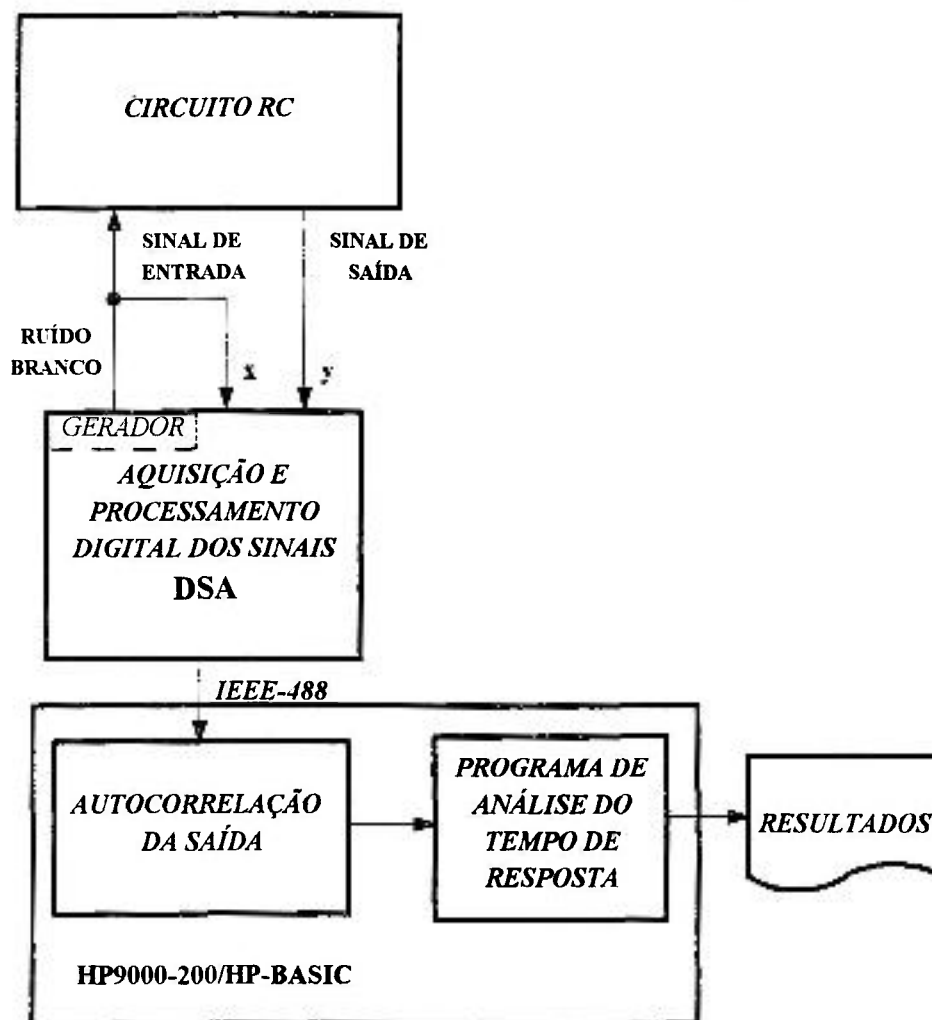 CIRCUITO RC
SINAL DE
ENTRADA
SINAL DE
SAÍDA
RUÍDO
BRANCO
x
y
GERADOR
AQUISIÇÃO E
PROCESSAMENTO
DIGITAL DOS SINAIS
DSA
IEEE-488
AUTOCORRELAÇÃO
DA SAÍDA
PROGRAMA DE
ANÁLISE DO
TEMPO DE
RESPOSTA
RESULTADOS
HP9000-200/HP-BASIC